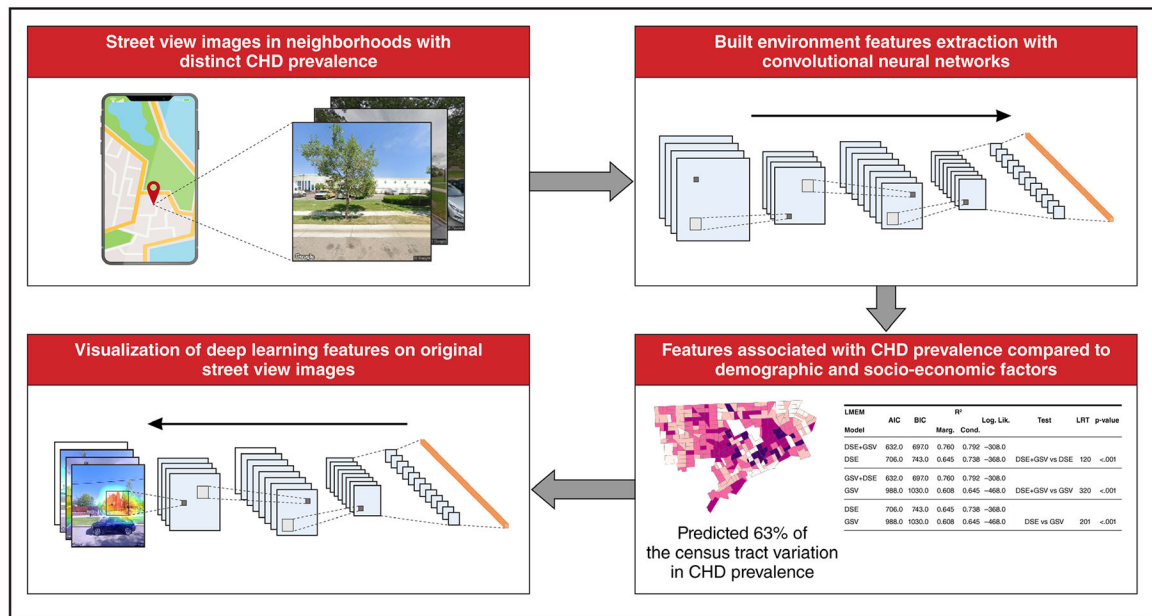 Street view images in neighborhoods with
distinct CHD prevalence
Google
Built environment features extraction with
convolutional neural networks
Visualization of deep learning features on original
street view images
Features associated with CHD prevalence compared to
demographic and socio-economic factors
Predicted 63% of
the census tract variation
in CHD prevalence
LMEM R²
AIC BIC Log. Lik. Test LRT p-value
Model Marg. Cond.
DSE+GSV 632.0 697.0 0.760 0.792 –308.0
DSE 706.0 743.0 0.645 0.738 –368.0 DSE+GSV vs DSE 120 <.001
GSV+DSE 632.0 697.0 0.760 0.792 –308.0
GSV 988.0 1030.0 0.608 0.645 –468.0 DSE+GSV vs GSV 320 <.001
DSE 706.0 743.0 0.645 0.738 –368.0
GSV 988.0 1030.0 0.608 0.645 –468.0 DSE vs GSV 201 <.001